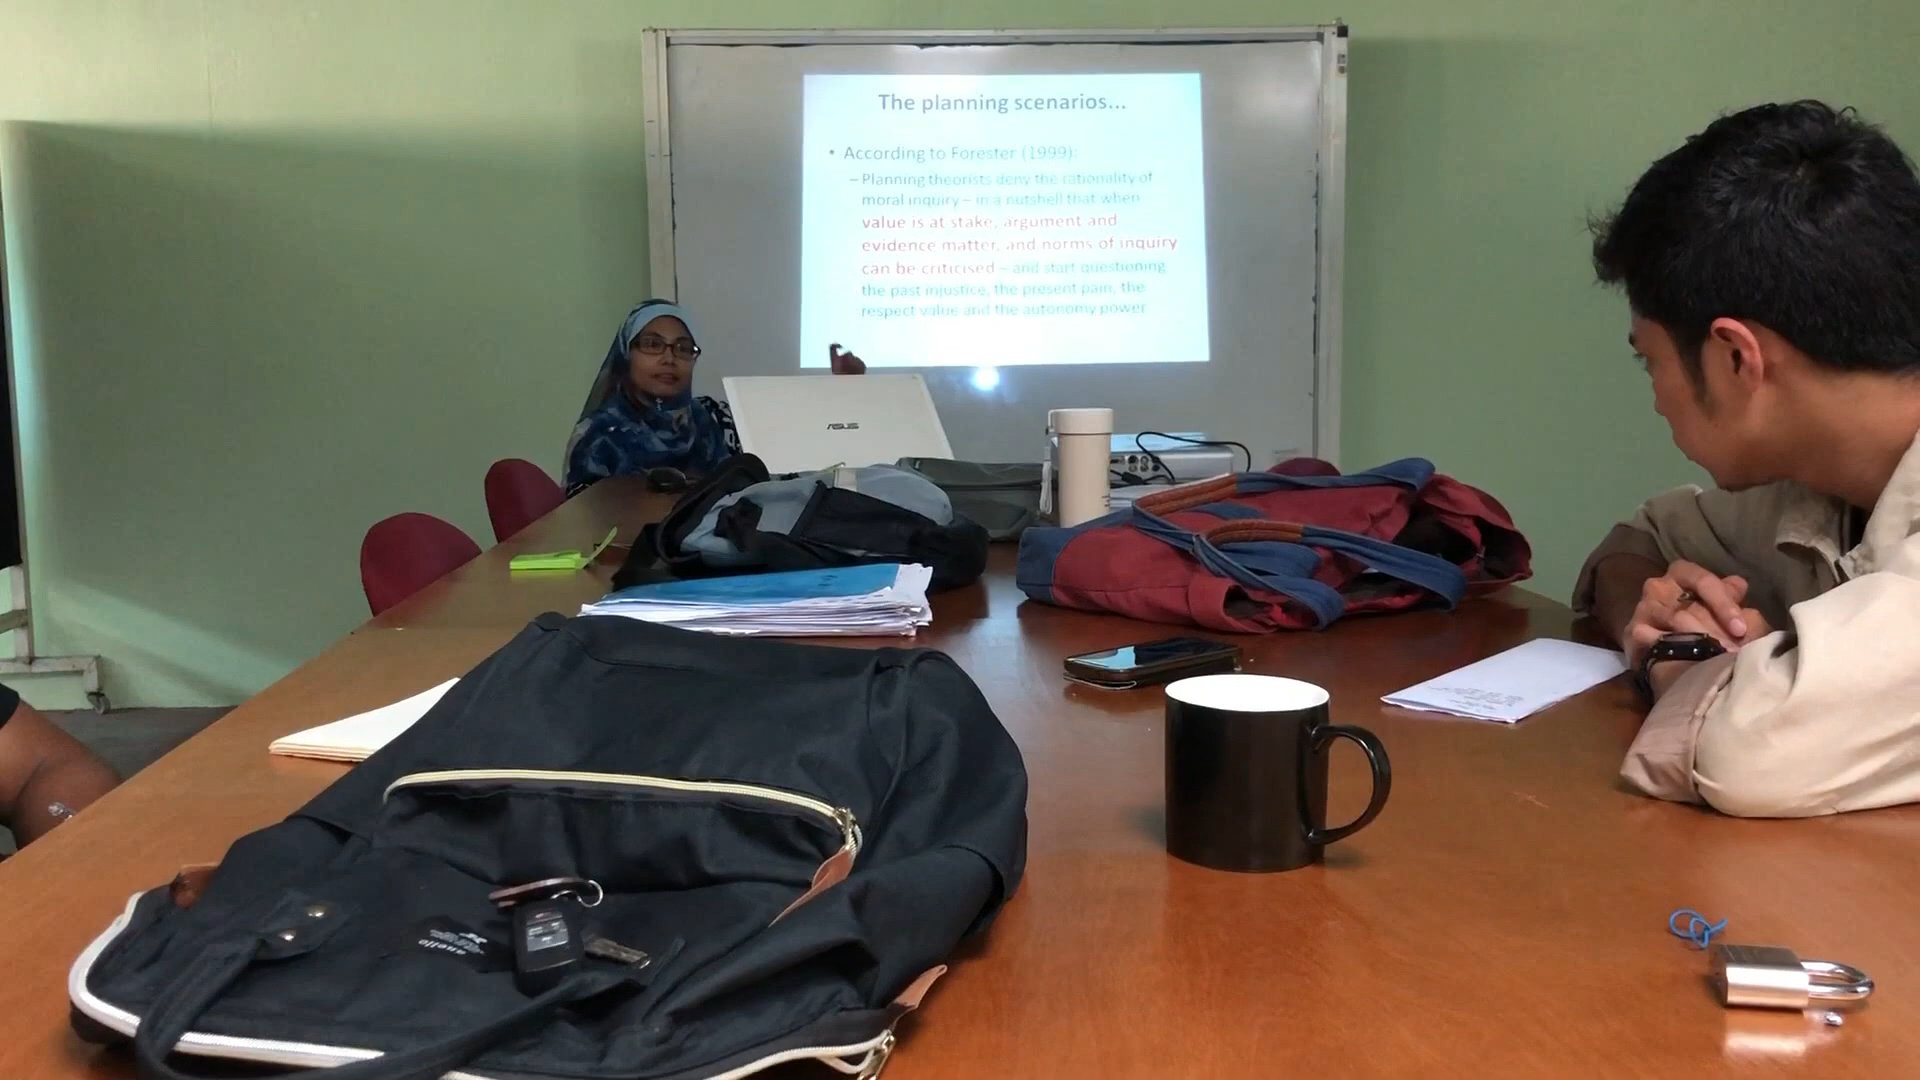 The planning scenarios...
• According to Forester (1999):
– Planning theorists deny the rationality of
moral inquiry – in a nutshell that when
value is at stake, argument and
evidence matter, and norms of inquiry
can be criticised – and start questioning
the past injustice, the present pain, the
respect value and the autonomy power
ASUS
anello